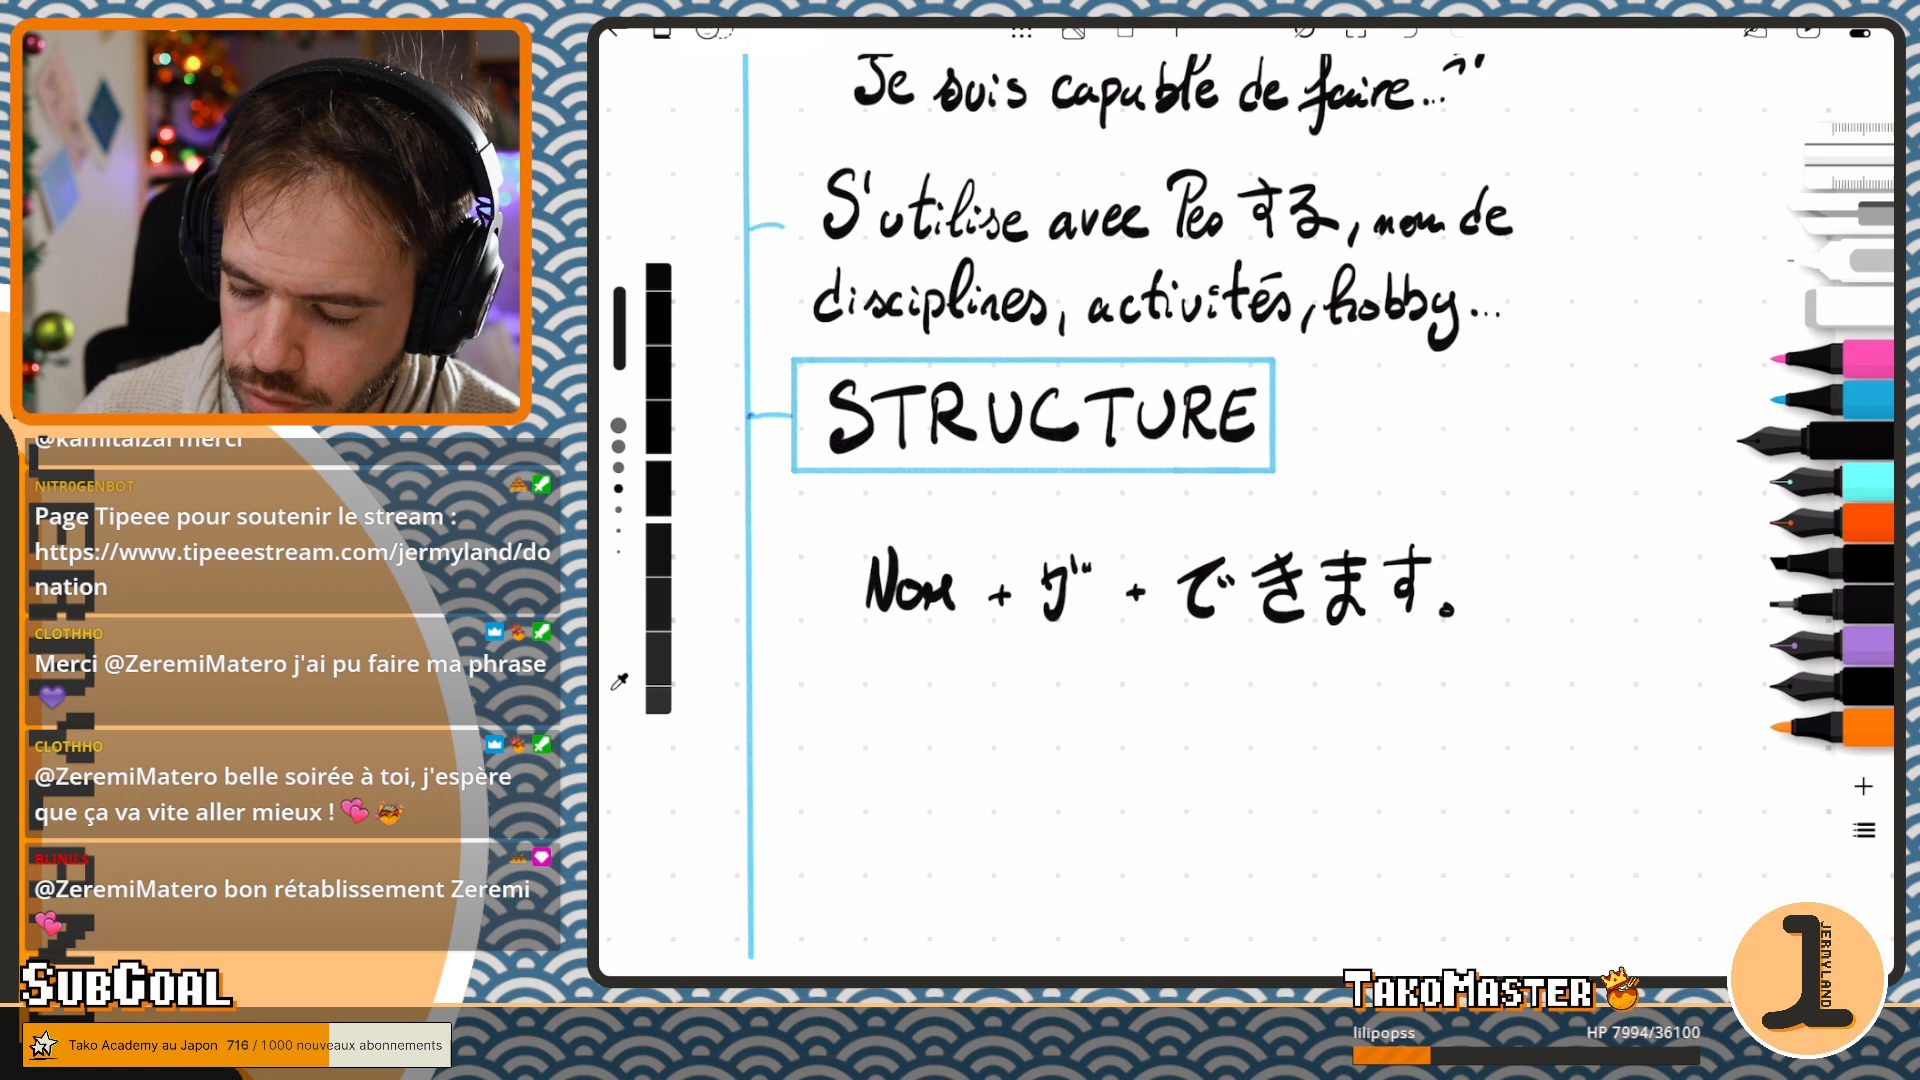 @kamitaizai merci
NITR0GENBOT
Page Tipeee pour soutenir le stream :
https://www.tipeeestream.com/jermyland/do
nation
CLOTHHO
Merci @ZeremiMatero j'ai pu faire ma phrase
CLOTHHO
@ZeremiMatero belle soirée à toi, j'espère
que ça va vite aller mieux !
BLINILS
@ZeremiMatero bon rétablissement Zeremi
SUBGOAL
Tako Academy au Japon 716 / 1000 nouveaux abonnements
Je suis capable de faire..."
S'utilise avec する, nom de
disciplines, activités, hobby...
STRUCTURE
Nom + が + できます。
TAKOMASTER
lilipopss HP 7994/36100
JERMYLAND